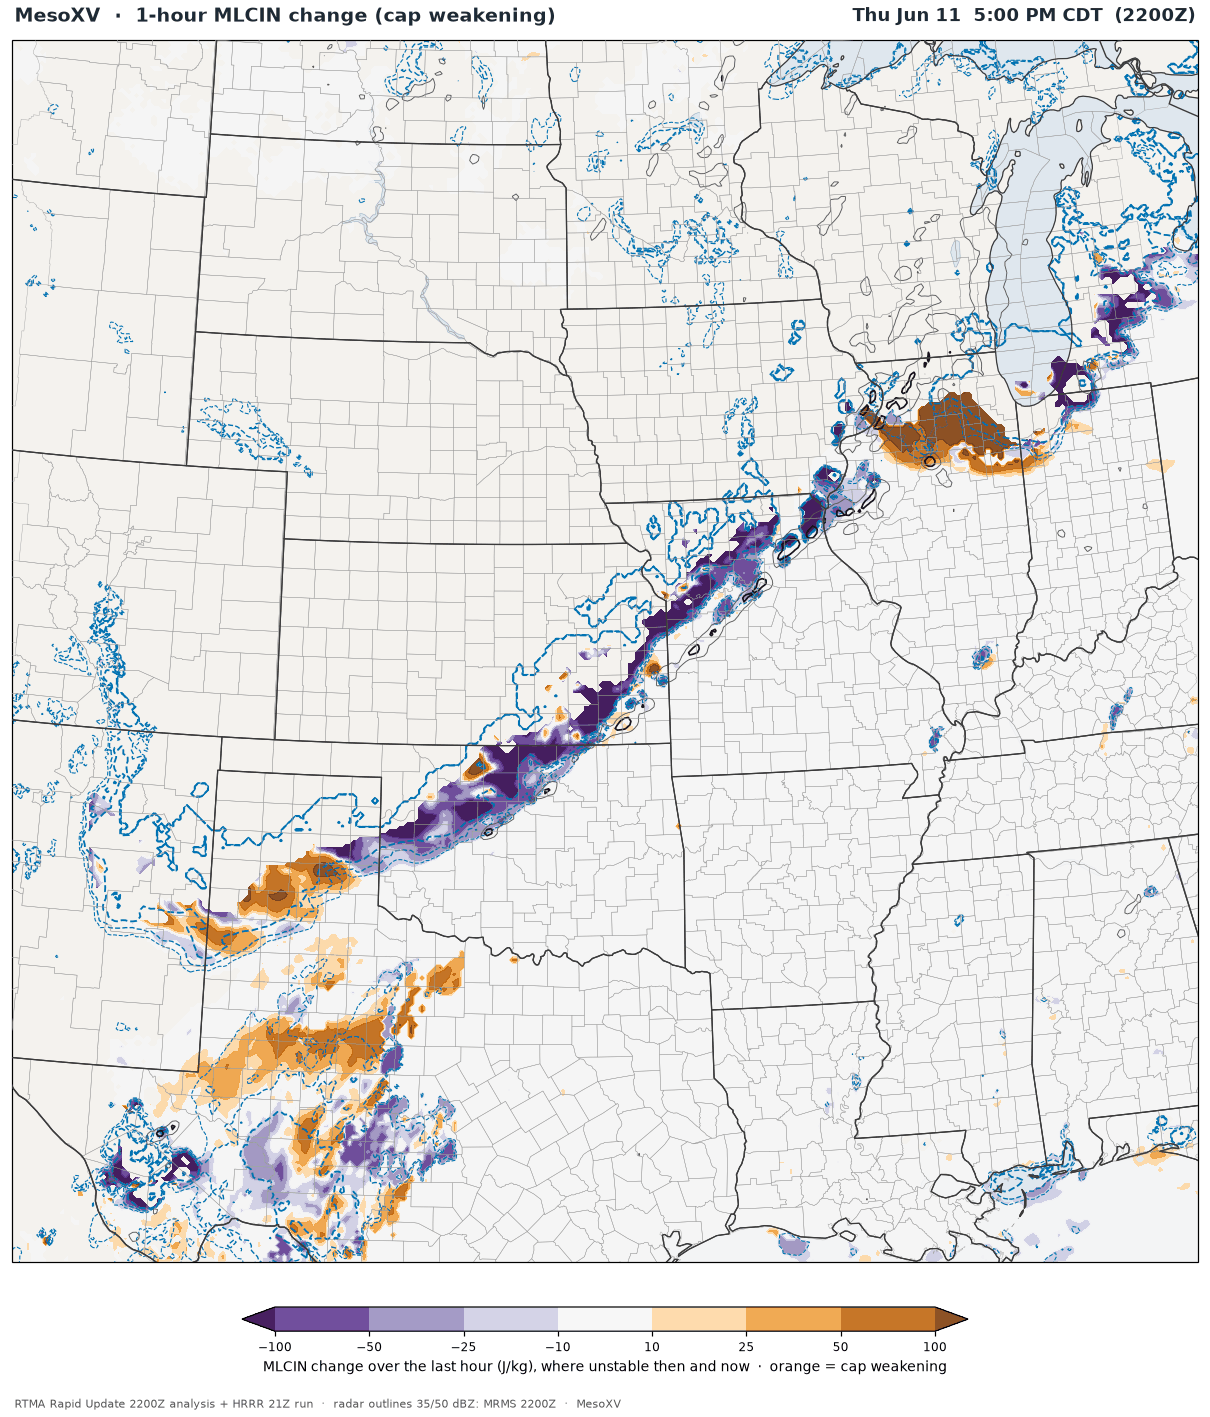 MesoXV · 1-hour MLCIN change (cap weakening)
Thu Jun 11 5:00 PM CDT (2200Z)
−100 −50 −25 −10 10 25 50 100
MLCIN change over the last hour (J/kg), where unstable then and now · orange = cap weakening
RTMA Rapid Update 2200Z analysis + HRRR 21Z run · radar outlines 35/50 dBZ: MRMS 2200Z · MesoXV